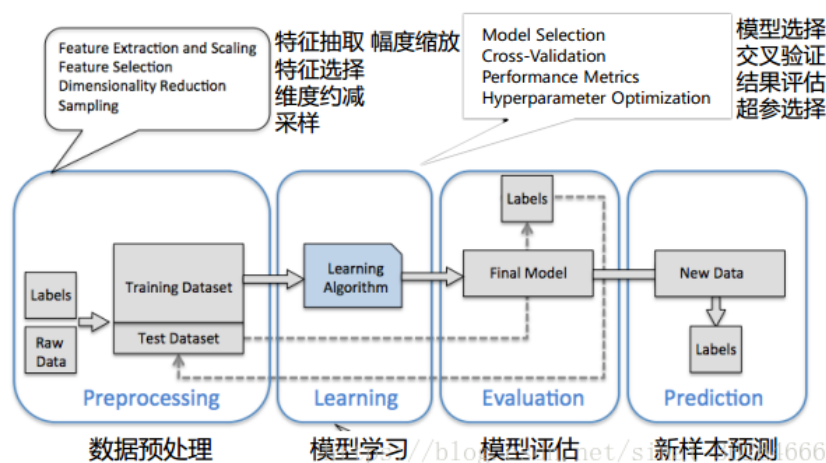 Feature Extraction and Scaling
Feature Selection
Dimensionality Reduction
Sampling
特征抽取 幅度缩放
特征选择
维度约减
采样
Model Selection
Cross-Validation
Performance Metrics
Hyperparameter Optimization
模型选择
交叉验证
结果评估
超参选择
Labels
Raw
Data
Training Dataset
Test Dataset
Preprocessing
Learning
Algorithm
Learning
Labels
Final Model
Evaluation
New Data
Labels
Prediction
数据预处理
模型学习
模型评估
新样本预测